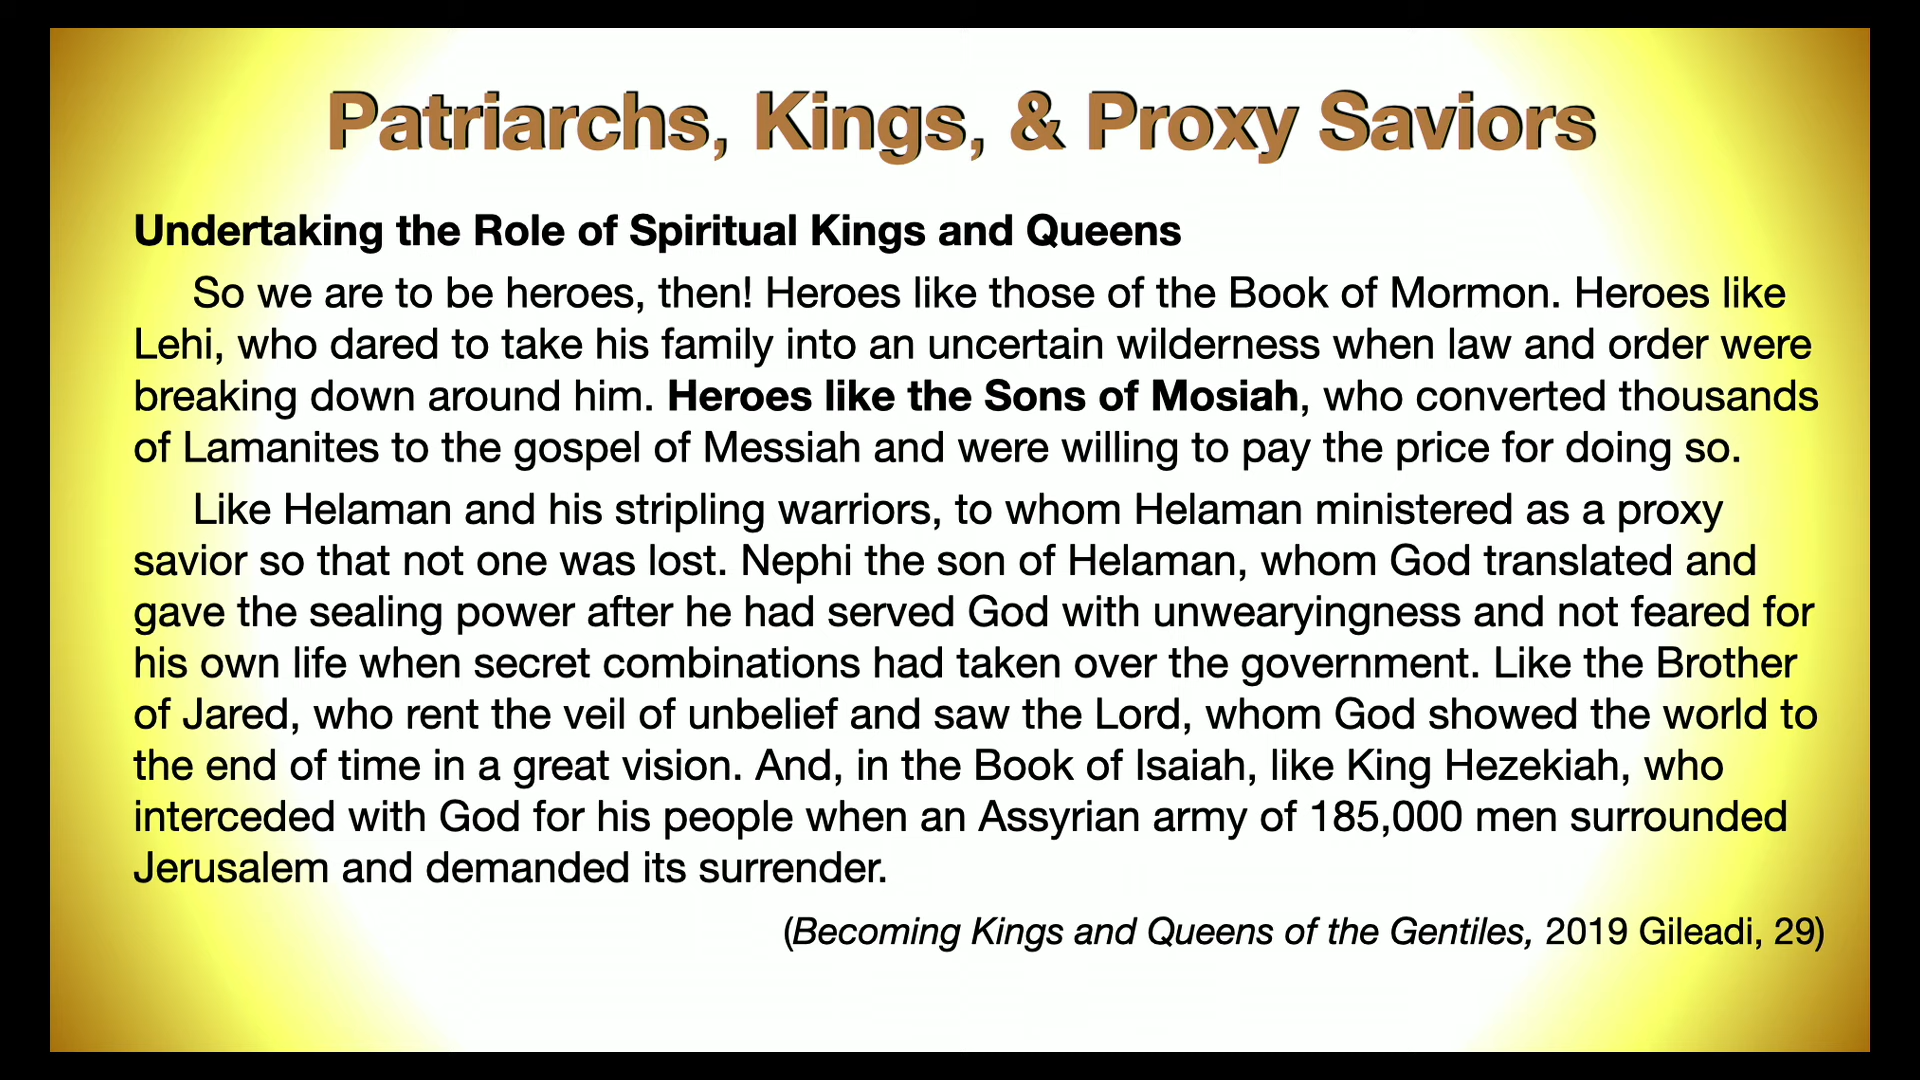 Patriarchs, Kings, & Proxy Saviors
Undertaking the Role of Spiritual Kings and Queens
So we are to be heroes, then! Heroes like those of the Book of Mormon. Heroes like
Lehi, who dared to take his family into an uncertain wilderness when law and order were
breaking down around him. Heroes like the Sons of Mosiah, who converted thousands
of Lamanites to the gospel of Messiah and were willing to pay the price for doing so.
Like Helaman and his stripling warriors, to whom Helaman ministered as a proxy
savior so that not one was lost. Nephi the son of Helaman, whom God translated and
gave the sealing power after he had served God with unwearyingness and not feared for
his own life when secret combinations had taken over the government. Like the Brother
of Jared, who rent the veil of unbelief and saw the Lord, whom God showed the world to
the end of time in a great vision. And, in the Book of Isaiah, like King Hezekiah, who
interceded with God for his people when an Assyrian army of 185,000 men surrounded
Jerusalem and demanded its surrender.
(Becoming Kings and Queens of the Gentiles, 2019 Gileadi, 29)